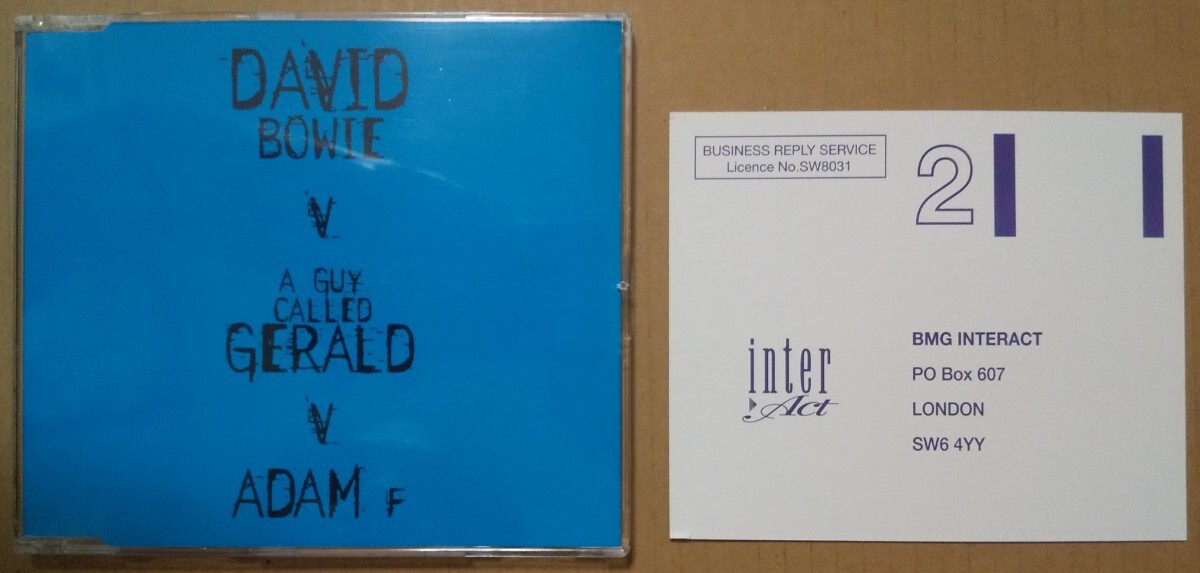 DAVID
BOWIE
V
A GUY
CALLED
GERALD
V
ADAM F
BUSINESS REPLY SERVICE
Licence No.SW8031
2
inter
Act
BMG INTERACT
PO Box 607
LONDON
SW6 4YY